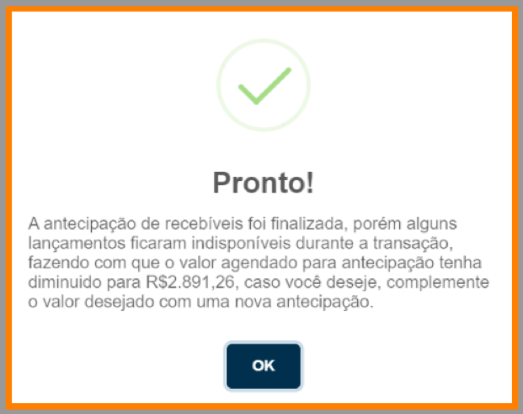 Pronto!
A antecipação de recebíveis foi finalizada, porém alguns
lançamentos ficaram indisponíveis durante a transação,
fazendo com que o valor agendado para antecipação tenha
diminuido para R$2.891,26, caso você deseje, complemente
o valor desejado com uma nova antecipação.
OK